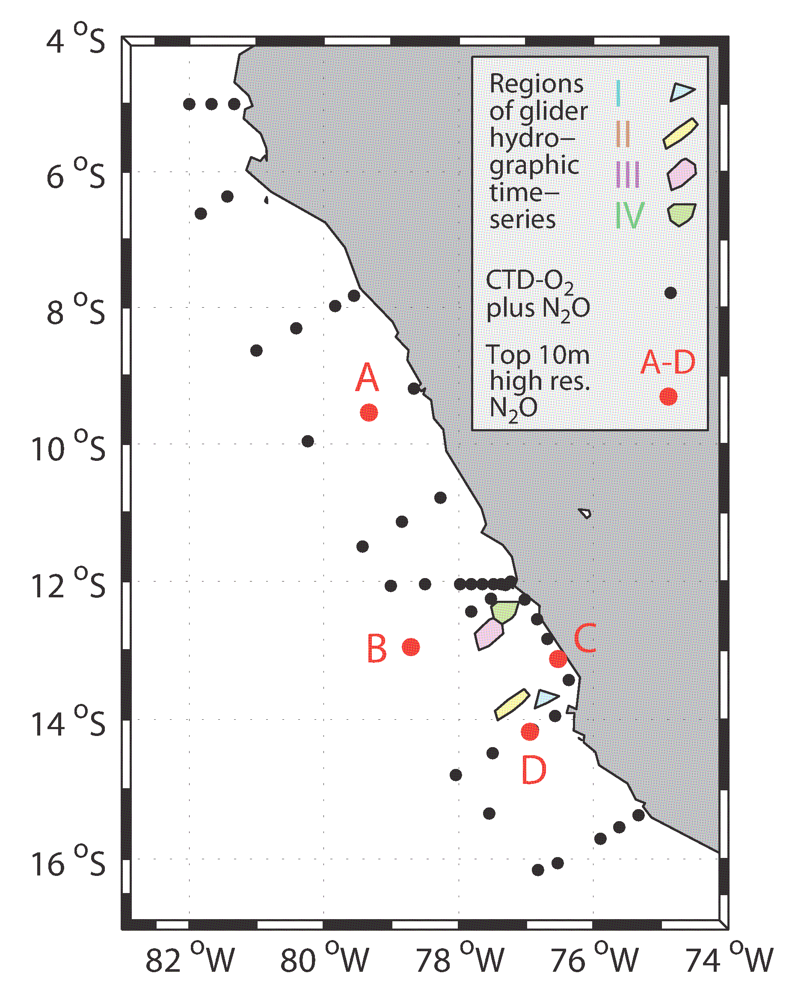 4 °S
6 °S
8 °S
10 °S
12 °S
14 °S
16 °S
82 °W
80 °W
78 °W
76 °W
74 °W
Regions
of glider
hydro–
graphic
time–
series
I
II
III
IV
CTD-O₂
plus N₂O
Top 10m
high res.
N₂O
A-D
A
B
C
D